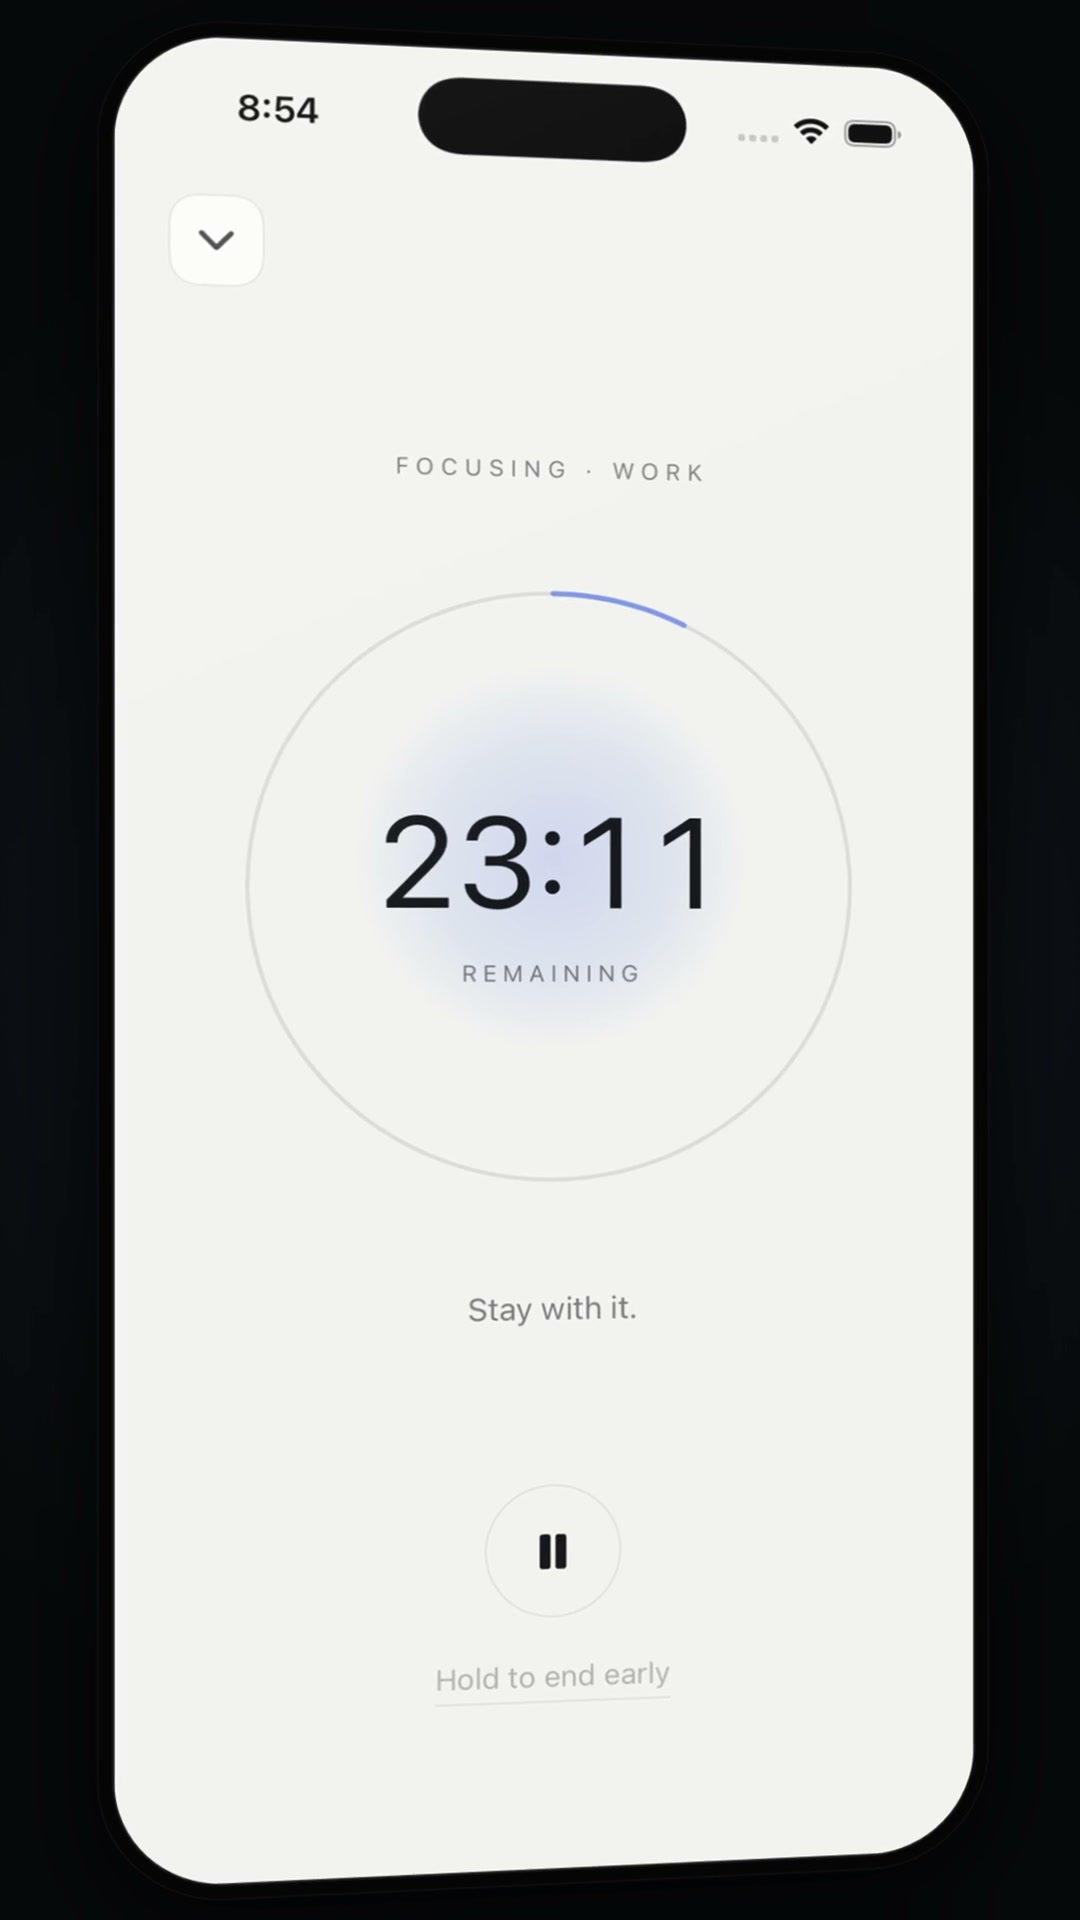 8:54
FOCUSING · WORK
23:11
REMAINING
Stay with it.
Hold to end early